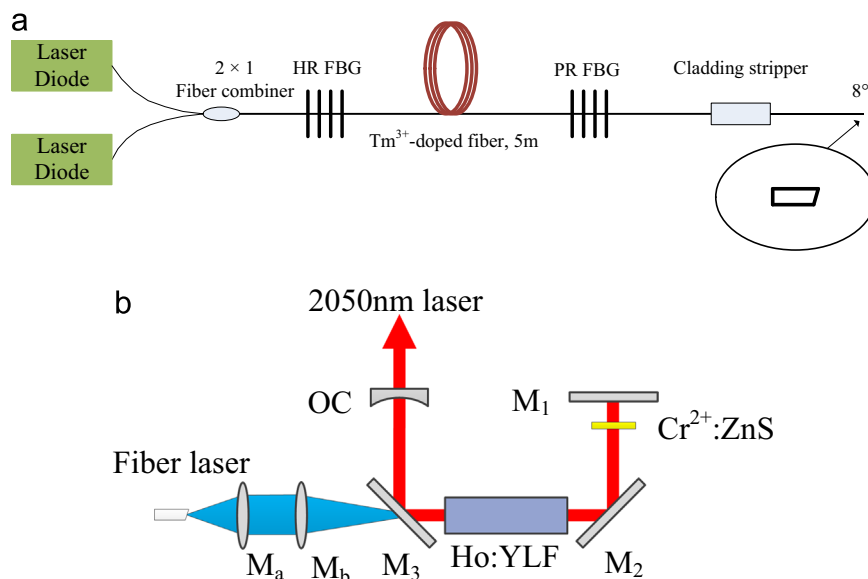 a
Laser
Diode
2 × 1
Fiber combiner
HR FBG
PR FBG
Cladding stripper
8°
Laser
Diode
Tm³⁺-doped fiber, 5m
b
2050nm laser
OC
M₁
Cr²⁺:ZnS
Fiber laser
Mₐ
M_b
M₃
Ho:YLF
M₂